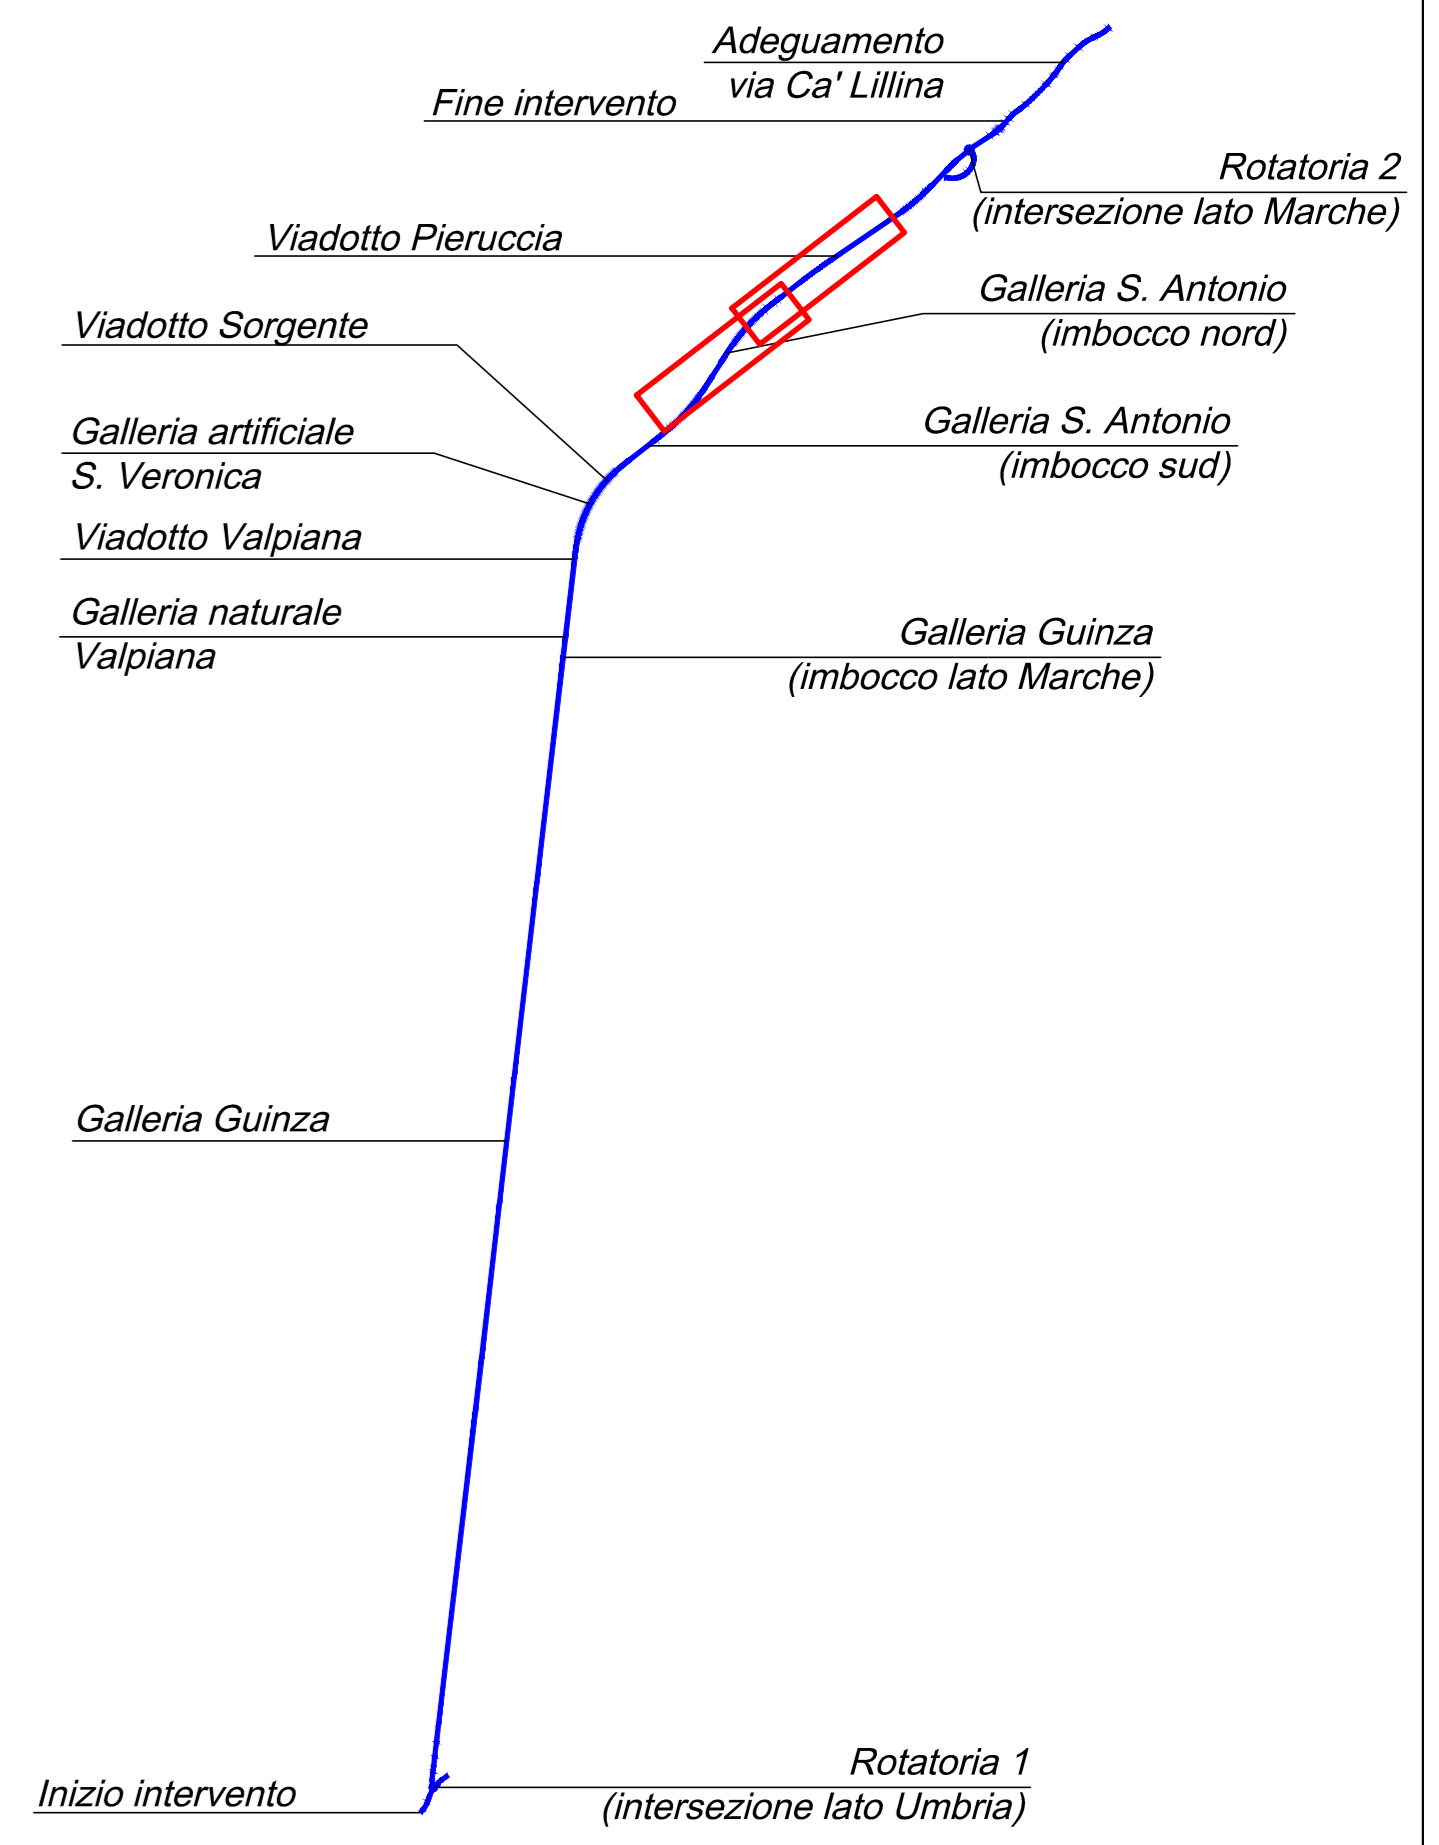 Adeguamento
via Ca' Lillina
Fine intervento
Rotatoria 2
(intersezione lato Marche)
Viadotto Pieruccia
Galleria S. Antonio
(imbocco nord)
Viadotto Sorgente
Galleria S. Antonio
(imbocco sud)
Galleria artificiale
S. Veronica
Viadotto Valpiana
Galleria naturale
Valpiana
Galleria Guinza
(imbocco lato Marche)
Galleria Guinza
Rotatoria 1
(intersezione lato Umbria)
Inizio intervento